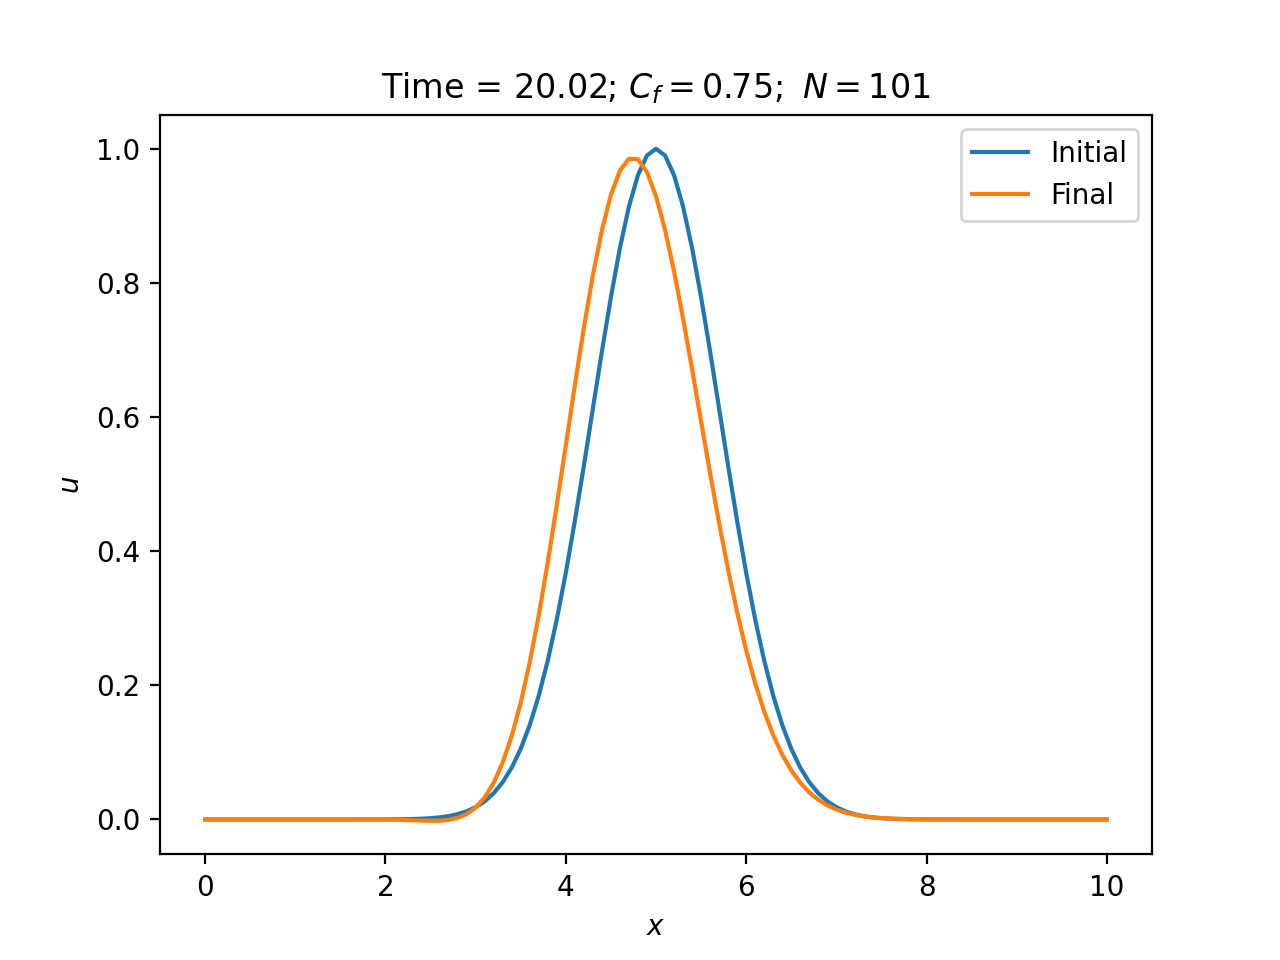 Time = 20.02; C_f = 0.75; N = 101
Initial
Final
1.0
0.8
0.6
0.4
0.2
0.0
u
0 2 4 6 8 10
x